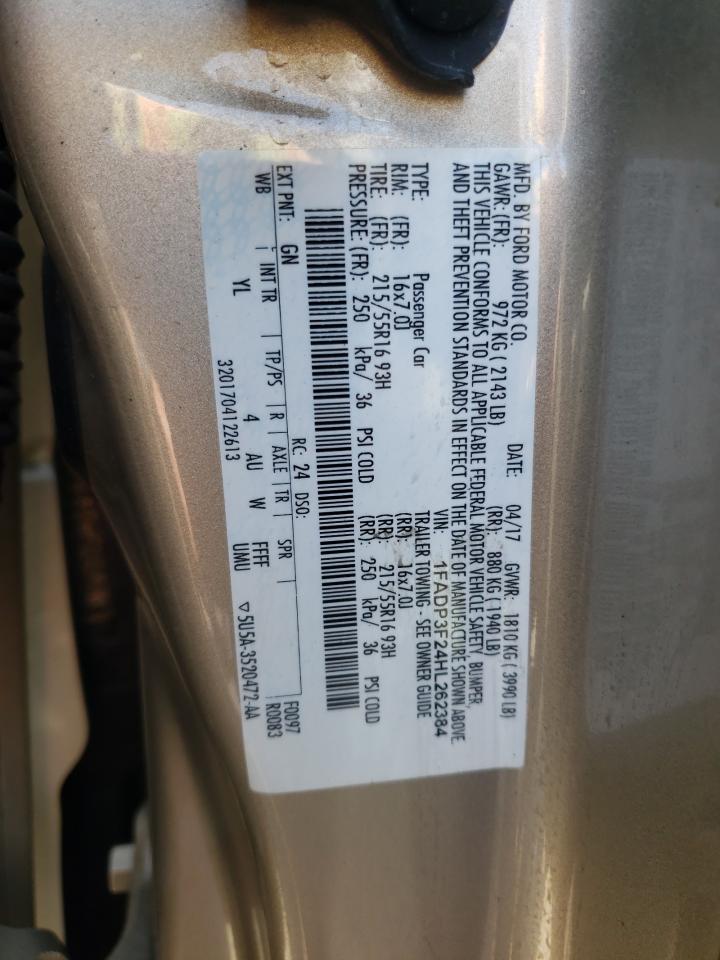 MFD. BY FORD MOTOR CO. DATE: 04/17 GVWR: 1810 KG ( 3990 LB)
GAWR: (FR): 972 KG ( 2143 LB) (RR): 880 KG ( 1940 LB)
THIS VEHICLE CONFORMS TO ALL APPLICABLE FEDERAL MOTOR VEHICLE SAFETY, BUMPER,
AND THEFT PREVENTION STANDARDS IN EFFECT ON THE DATE OF MANUFACTURE SHOWN ABOVE.
VIN: 1FADP3F24HL262384
TYPE: Passenger Car TRAILER TOWING - SEE OWNER GUIDE
RIM: (FR): 16x7.0J (RR): 16x7.0J
TIRE: (FR): 215/55R16 93H (RR): 215/55R16 93H
PRESSURE: (FR): 250 kPa/ 36 PSI COLD (RR): 250 kPa/ 36 PSI COLD
RC: 24 DSO: F0097
EXT PNT: GN R0083
WB INT TR TP/PS R AXLE TR SPR
YL 4 AU W FFFF
3201704122613 UMU ▽5U5A-3520472-AA